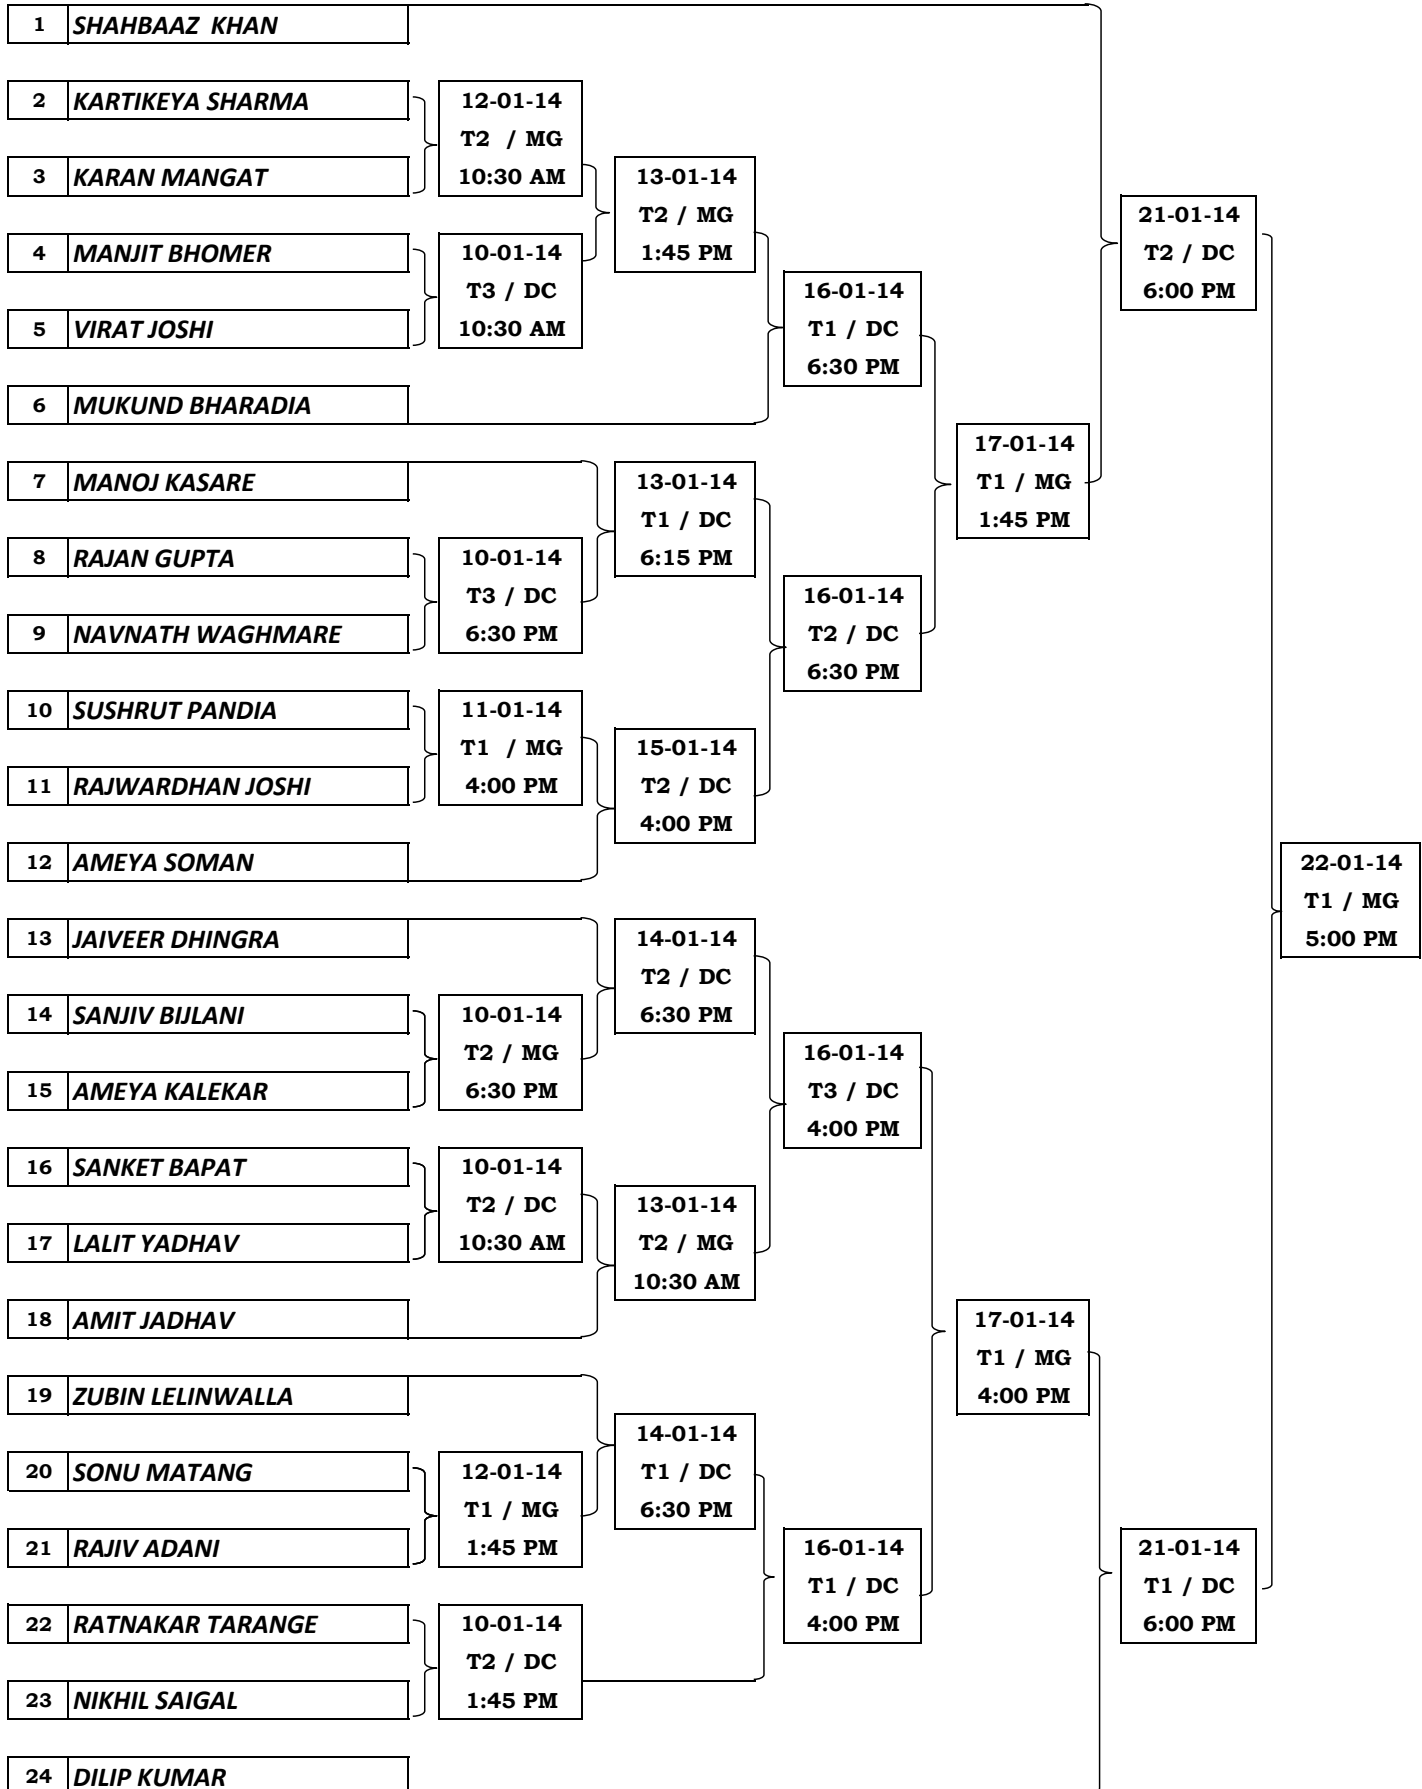 1 SHAHBAAZ KHAN
2 KARTIKEYA SHARMA
12-01-14
T2 / MG
10:30 AM
3 KARAN MANGAT
13-01-14
T2 / MG
1:45 PM
21-01-14
T2 / DC
6:00 PM
4 MANJIT BHOMER
10-01-14
T3 / DC
10:30 AM
5 VIRAT JOSHI
16-01-14
T1 / DC
6:30 PM
6 MUKUND BHARADIA
17-01-14
T1 / MG
1:45 PM
7 MANOJ KASARE
13-01-14
T1 / DC
6:15 PM
8 RAJAN GUPTA
10-01-14
T3 / DC
6:30 PM
9 NAVNATH WAGHMARE
16-01-14
T2 / DC
6:30 PM
10 SUSHRUT PANDIA
11-01-14
T1 / MG
4:00 PM
11 RAJWARDHAN JOSHI
15-01-14
T2 / DC
4:00 PM
12 AMEYA SOMAN
22-01-14
T1 / MG
5:00 PM
13 JAIVEER DHINGRA
14-01-14
T2 / DC
6:30 PM
14 SANJIV BIJLANI
10-01-14
T2 / MG
6:30 PM
15 AMEYA KALEKAR
16-01-14
T3 / DC
4:00 PM
16 SANKET BAPAT
10-01-14
T2 / DC
10:30 AM
17 LALIT YADHAV
13-01-14
T2 / MG
10:30 AM
18 AMIT JADHAV
17-01-14
T1 / MG
4:00 PM
19 ZUBIN LELINWALLA
14-01-14
T1 / DC
6:30 PM
20 SONU MATANG
12-01-14
T1 / MG
1:45 PM
21 RAJIV ADANI
16-01-14
T1 / DC
4:00 PM
21-01-14
T1 / DC
6:00 PM
22 RATNAKAR TARANGE
10-01-14
T2 / DC
1:45 PM
23 NIKHIL SAIGAL
24 DILIP KUMAR